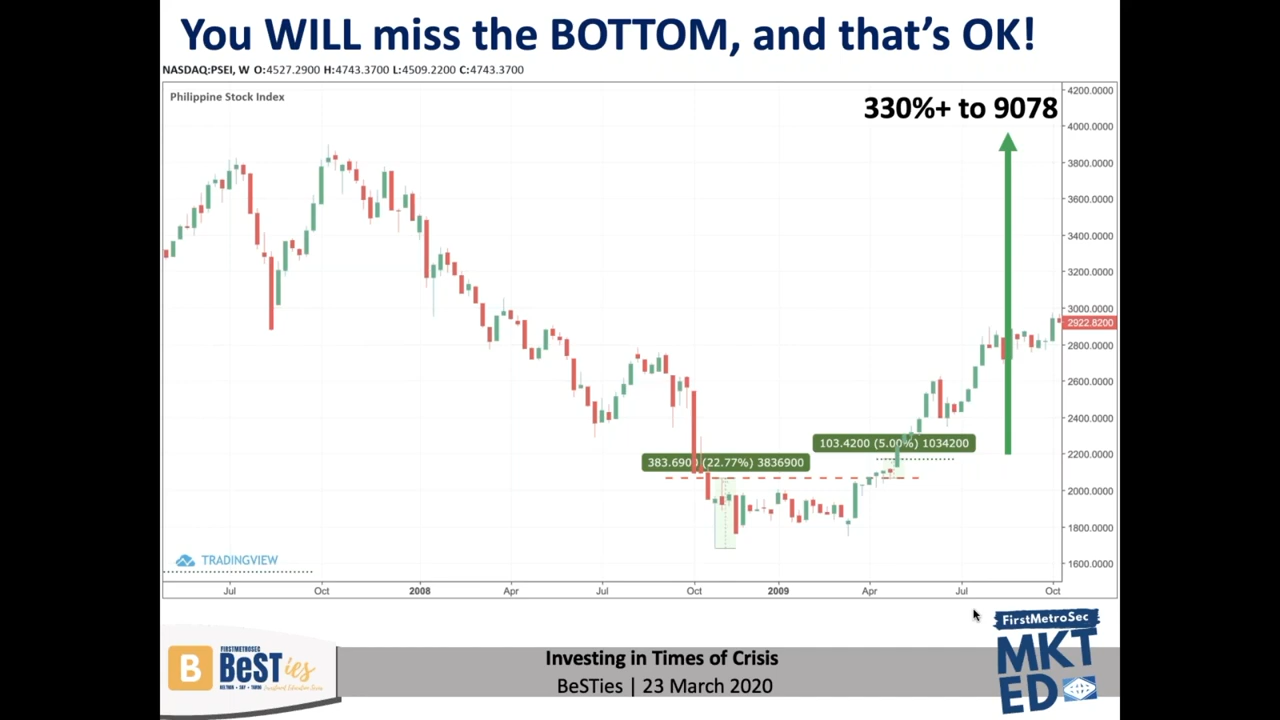 You WILL miss the BOTTOM, and that's OK!
NASDAQ:PSEI, W O:4527.2900 H:4743.3700 L:4509.2200 C:4743.3700
Philippine Stock Index
330%+ to 9078
4200.0000
4000.0000
3800.0000
3600.0000
3400.0000
3200.0000
3000.0000
2922.8200
2800.0000
2600.0000
2400.0000
2200.0000
2000.0000
1800.0000
1600.0000
103.4200 (5.00%) 1034200
383.6900 (22.77%) 3836900
TRADINGVIEW
Jul Oct 2008 Apr Jul Oct 2009 Apr Jul Oct
B
FIRSTMETROSEC
BeSTies
Investing in Times of Crisis
BeSTies | 23 March 2020
FirstMetroSec
MKT
ED